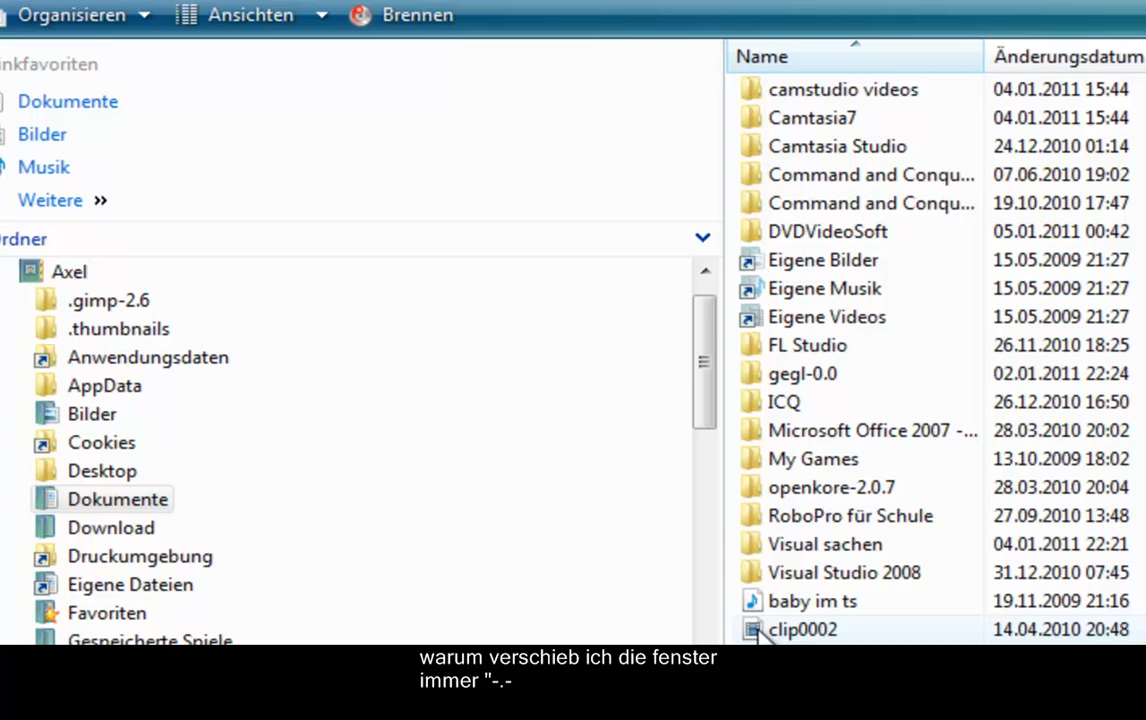 Organisieren Ansichten Brennen
inkfavoriten
Dokumente
Bilder
Musik
Weitere »
Ordner
Axel
.gimp-2.6
.thumbnails
Anwendungsdaten
AppData
Bilder
Cookies
Desktop
Dokumente
Download
Druckumgebung
Eigene Dateien
Favoriten
Gespeicherte Spiele
Name Änderungsdatum
camstudio videos 04.01.2011 15:44
Camtasia7 04.01.2011 15:44
Camtasia Studio 24.12.2010 01:14
Command and Conqu... 07.06.2010 19:02
Command and Conqu... 19.10.2010 17:47
DVDVideoSoft 05.01.2011 00:42
Eigene Bilder 15.05.2009 21:27
Eigene Musik 15.05.2009 21:27
Eigene Videos 15.05.2009 21:27
FL Studio 26.11.2010 18:25
gegl-0.0 02.01.2011 22:24
ICQ 26.12.2010 16:50
Microsoft Office 2007 -... 28.03.2010 20:02
My Games 13.10.2009 18:02
openkore-2.0.7 28.03.2010 20:04
RoboPro für Schule 27.09.2010 13:48
Visual sachen 04.01.2011 22:21
Visual Studio 2008 31.12.2010 07:45
baby im ts 19.11.2009 21:16
clip0002 14.04.2010 20:48
warum verschieb ich die fenster
immer "-.-